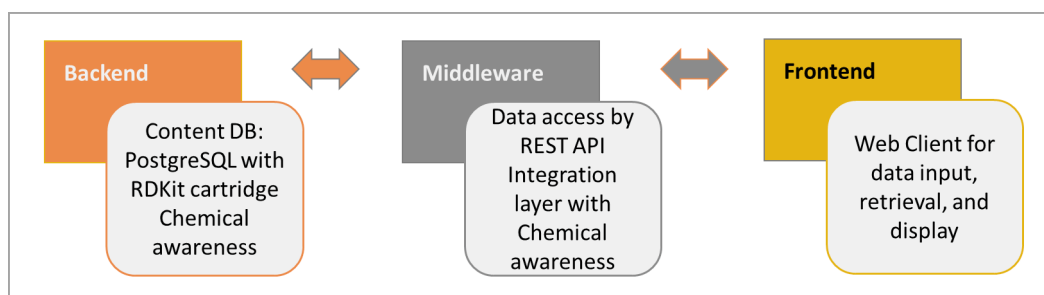 Backend
Content DB:
PostgreSQL with
RDKit cartridge
Chemical
awareness
Middleware
Data access by
REST API
Integration
layer with
Chemical
awareness
Frontend
Web Client for
data input,
retrieval, and
display